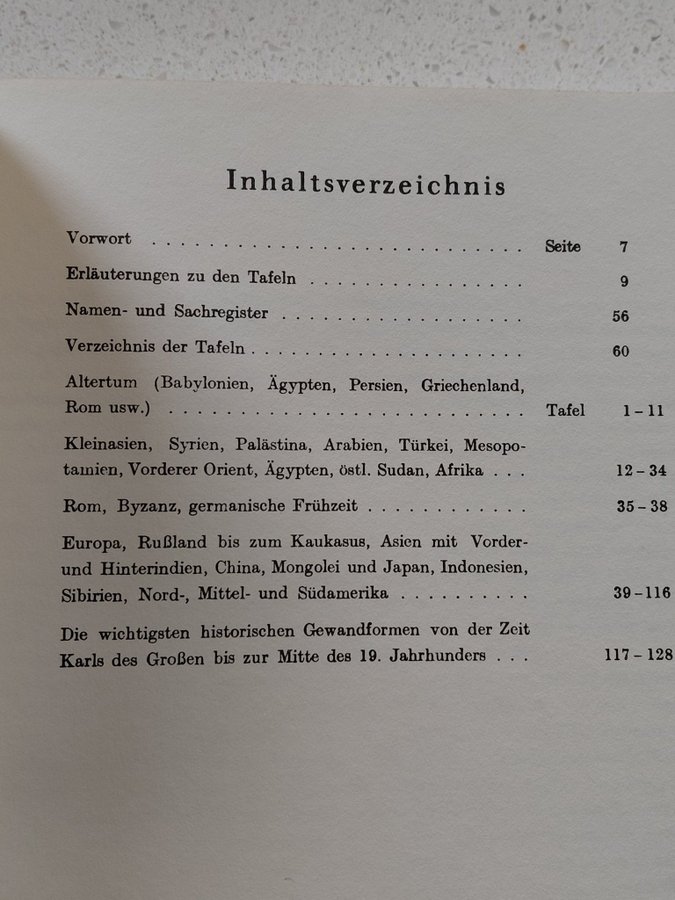 Inhaltsverzeichnis
Vorwort . . . . . . . . . . . . . . . . . . . . . . . . . . Seite 7
Erläuterungen zu den Tafeln . . . . . . . . . . . . . . . . 9
Namen- und Sachregister . . . . . . . . . . . . . . . . . . 56
Verzeichnis der Tafeln . . . . . . . . . . . . . . . . . . . 60
Altertum (Babylonien, Ägypten, Persien, Griechenland,
Rom usw.) . . . . . . . . . . . . . . . . . . . . . . . . . Tafel 1 – 11
Kleinasien, Syrien, Palästina, Arabien, Türkei, Mesopo-
tamien, Vorderer Orient, Ägypten, östl. Sudan, Afrika . . . 12 – 34
Rom, Byzanz, germanische Frühzeit . . . . . . . . . . . . 35 – 38
Europa, Rußland bis zum Kaukasus, Asien mit Vorder-
und Hinterindien, China, Mongolei und Japan, Indonesien,
Sibirien, Nord-, Mittel- und Südamerika . . . . . . . . . . 39 – 116
Die wichtigsten historischen Gewandformen von der Zeit
Karls des Großen bis zur Mitte des 19. Jahrhunders . . . 117 – 128